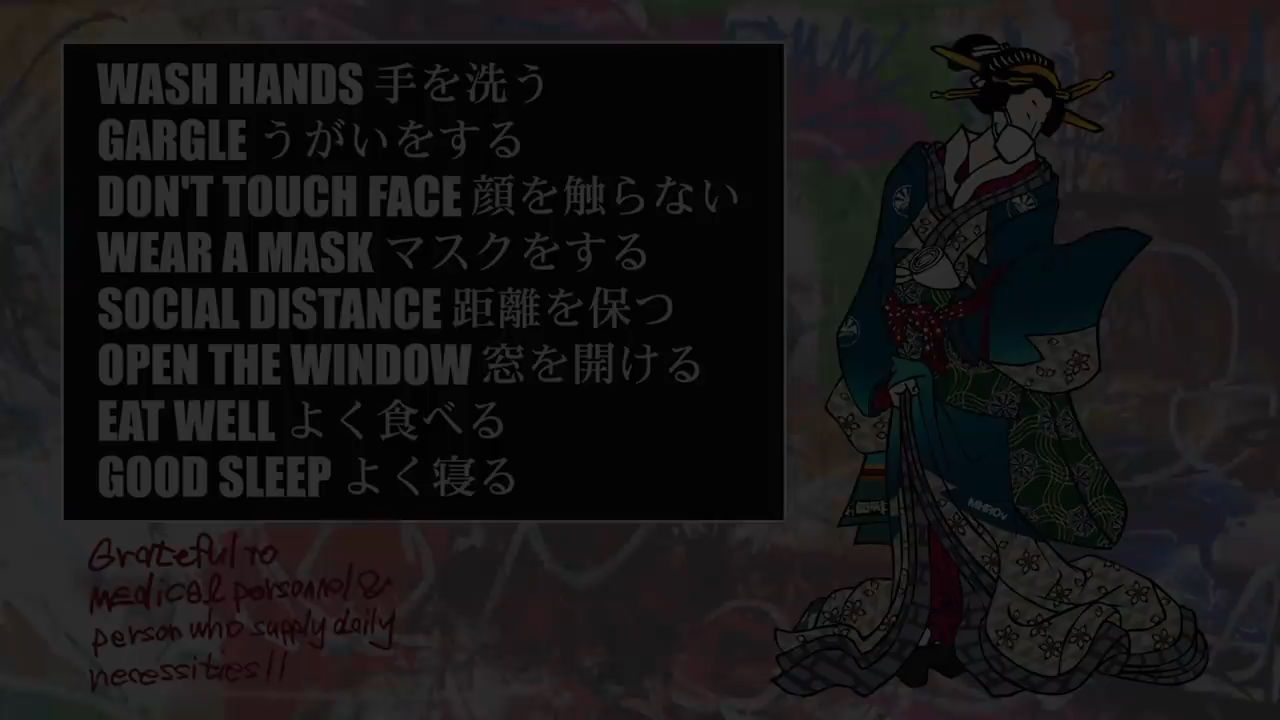 WASH HANDS 手を洗う
GARGLE うがいをする
DON'T TOUCH FACE 顔を触らない
WEAR A MASK マスクをする
SOCIAL DISTANCE 距離を保つ
OPEN THE WINDOW 窓を開ける
EAT WELL よく食べる
GOOD SLEEP よく寝る
Grateful to
medical personnel &
person who supply daily
necessities!!